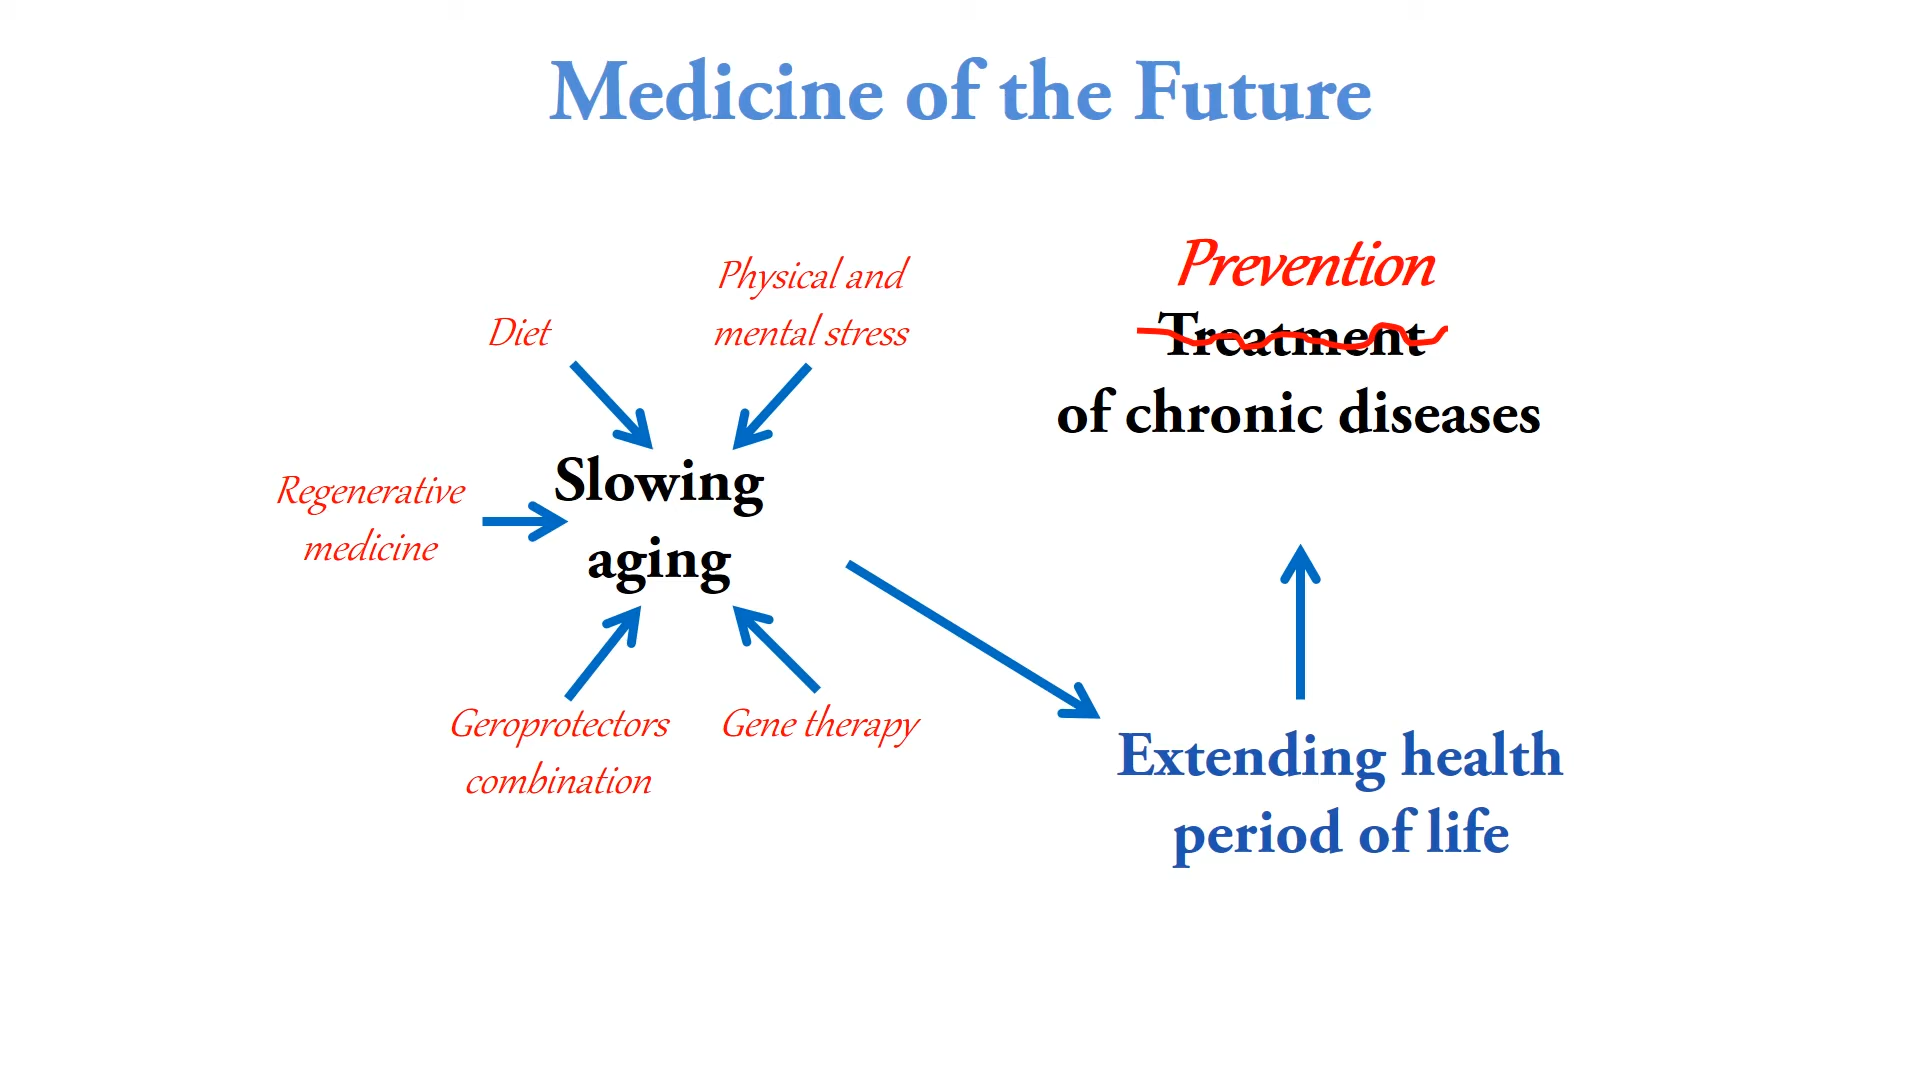 Medicine of the Future
Physical and
mental stress
Diet
Regenerative
medicine
Slowing
aging
Geroprotectors
combination
Gene therapy
Prevention
Treatment
of chronic diseases
Extending health
period of life